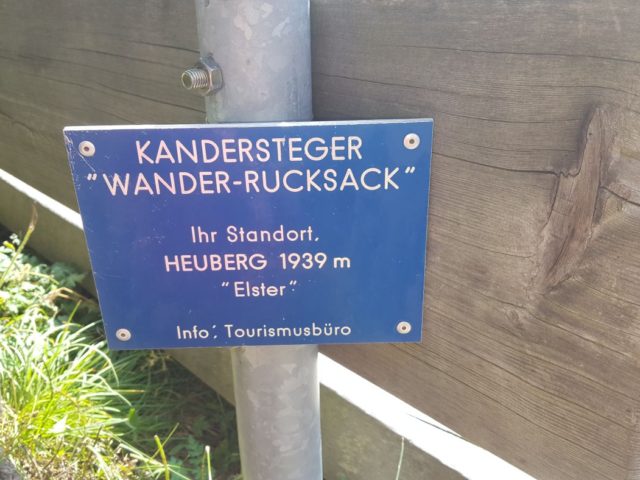 KANDERSTEGER
"WANDER-RUCKSACK"
Ihr Standort.
HEUBERG 1939 m
"Elster"
Info: Tourismusbüro